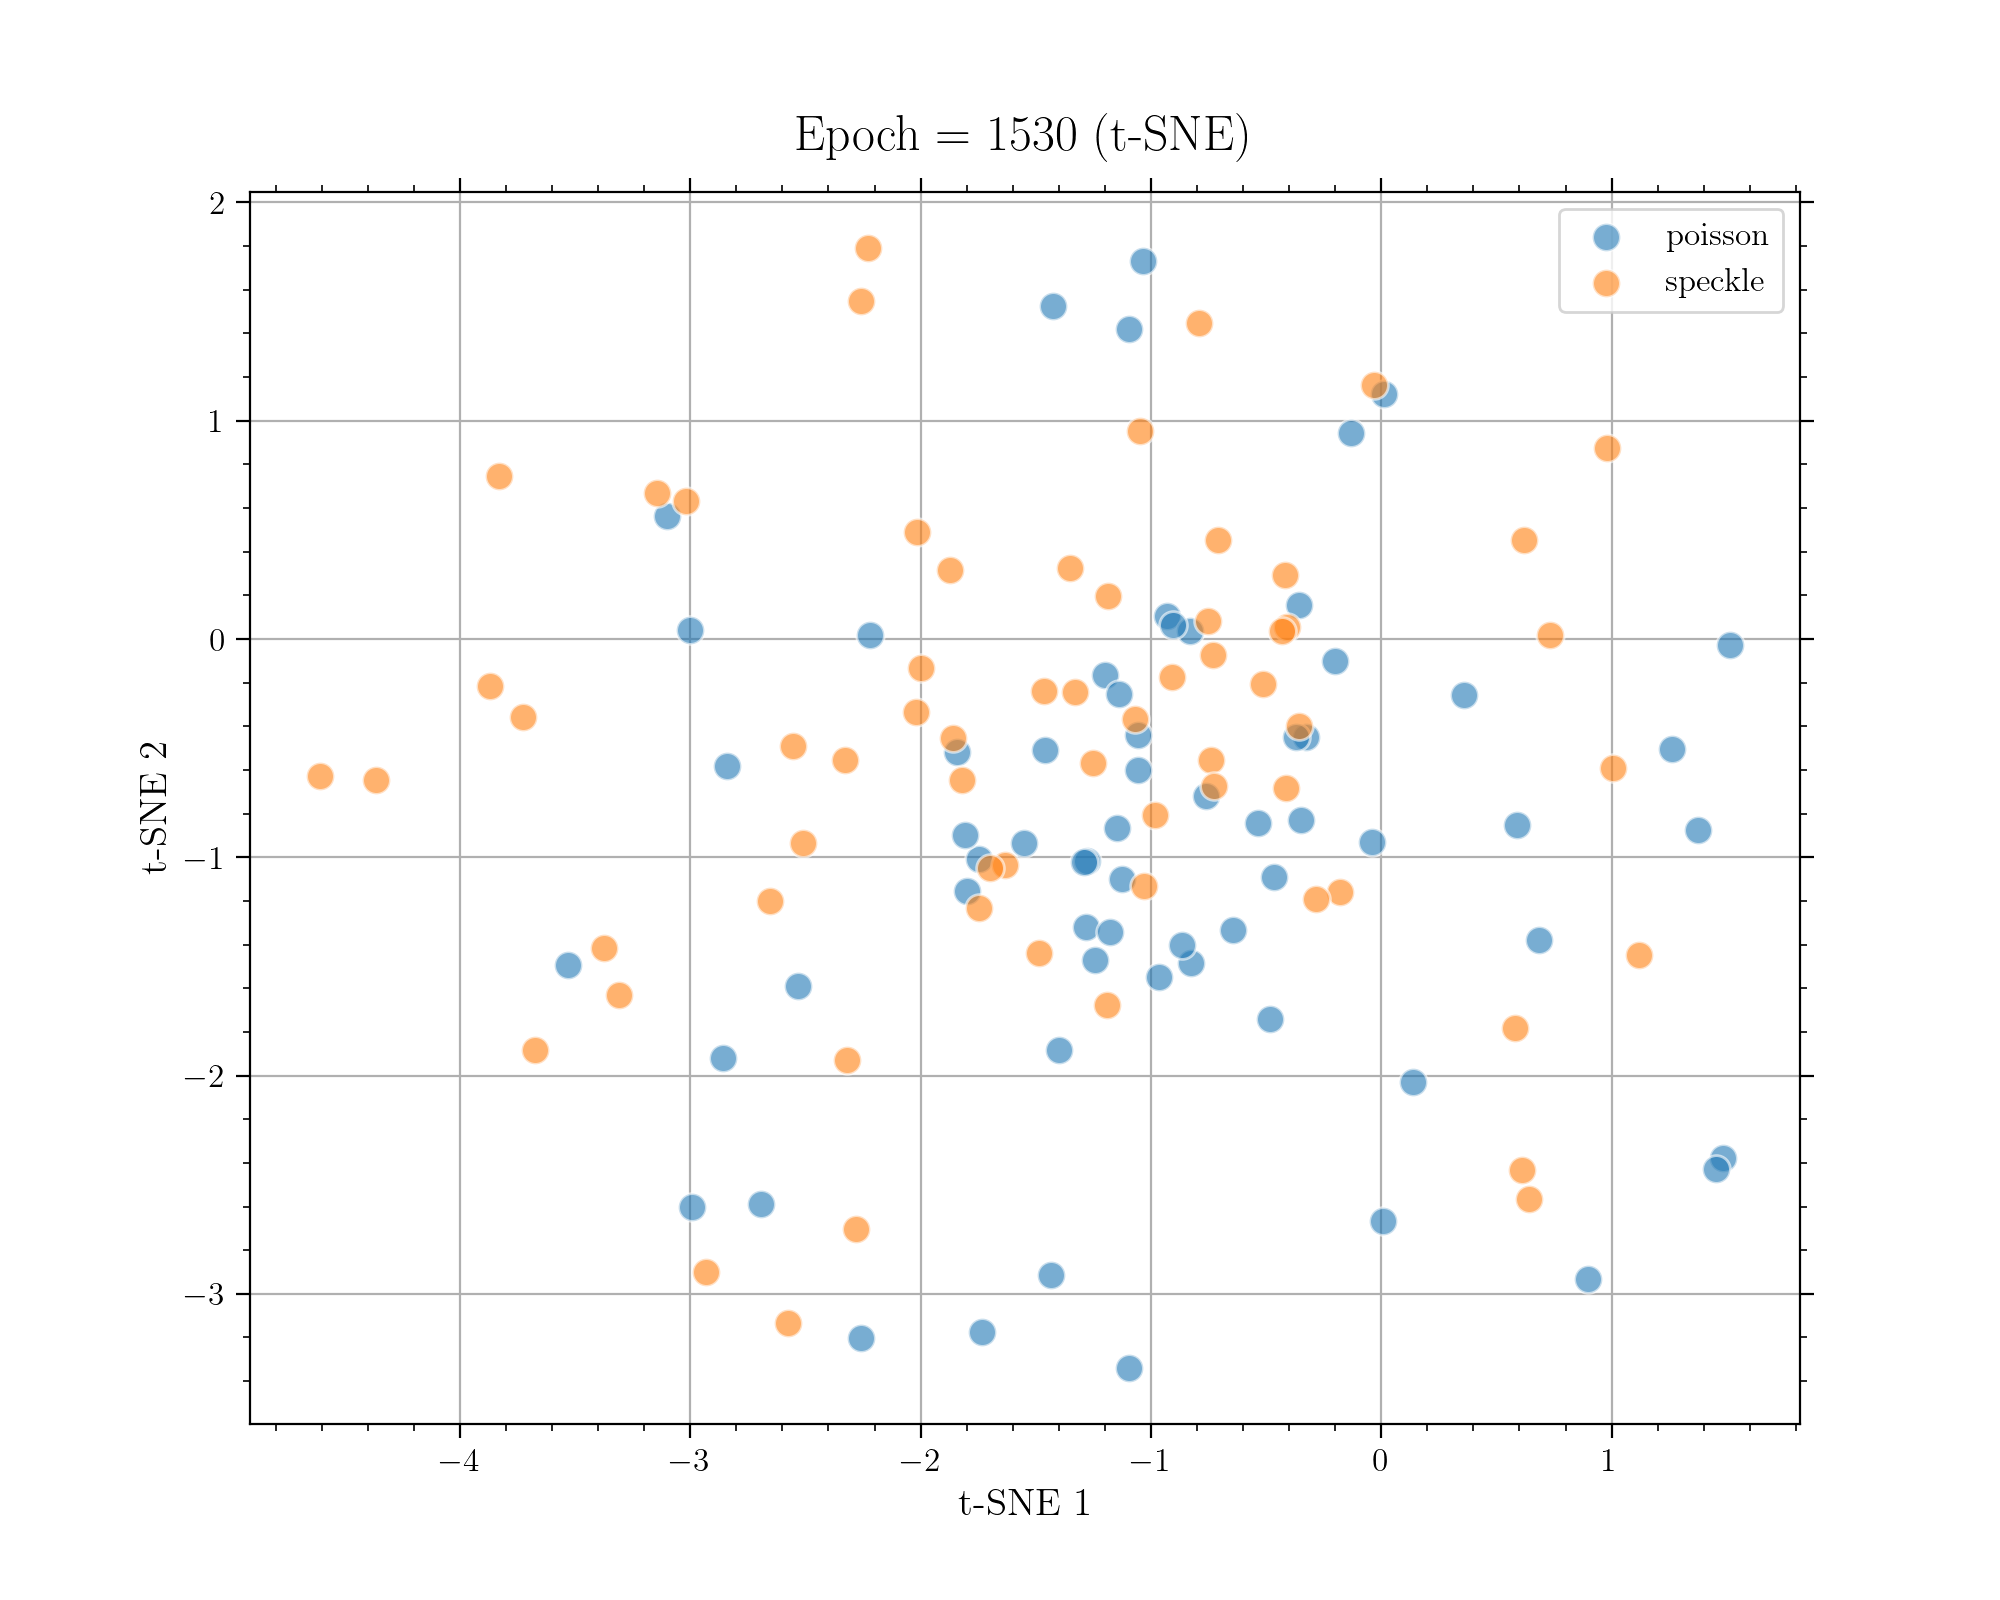 Epoch = 1530 (t-SNE)
poisson
speckle
2
1
0
−1
−2
−3
t-SNE 2
−4 −3 −2 −1 0 1
t-SNE 1